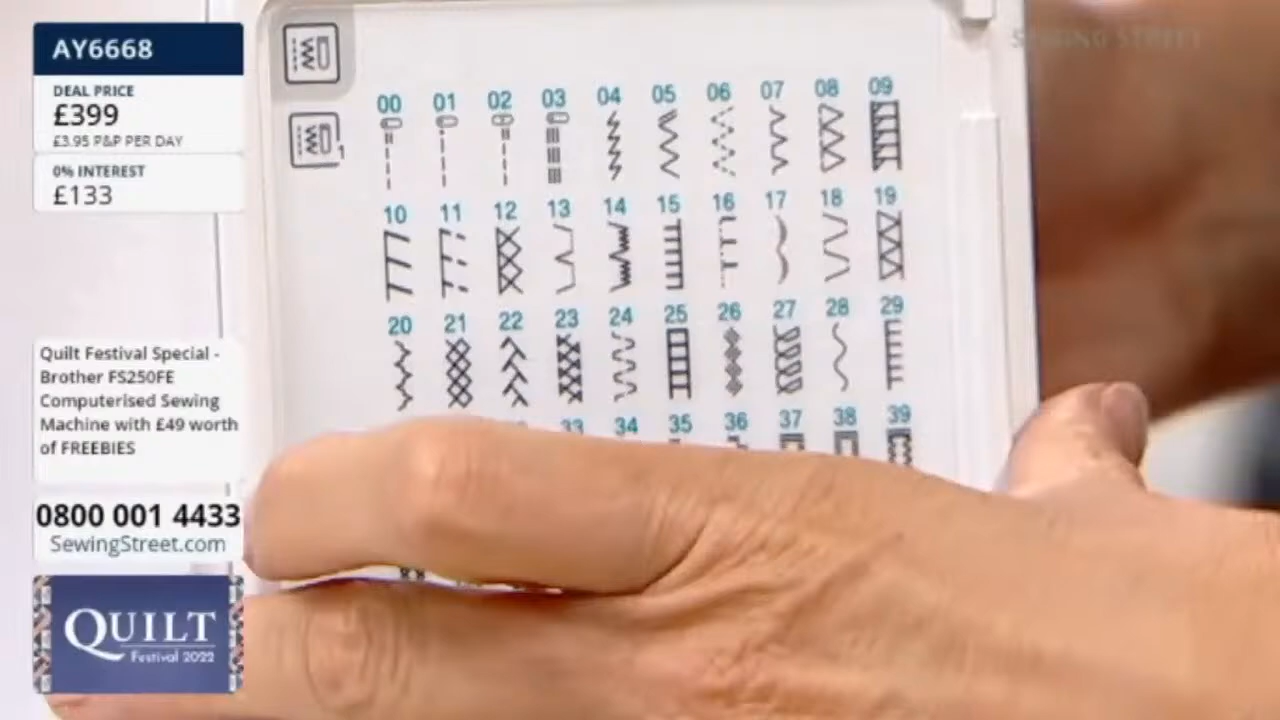 AY6668
DEAL PRICE
£399
£3.95 P&P PER DAY
0% INTEREST
£133
Quilt Festival Special -
Brother FS250FE
Computerised Sewing
Machine with £49 worth
of FREEBIES
0800 001 4433
SewingStreet.com
QUILT
Festival 2022
SEWING STREET
00 01 02 03 04 05 06 07 08 09
10 11 12 13 14 15 16 17 18 19
20 21 22 23 24 25 26 27 28 29
33 34 35 36 37 38 39